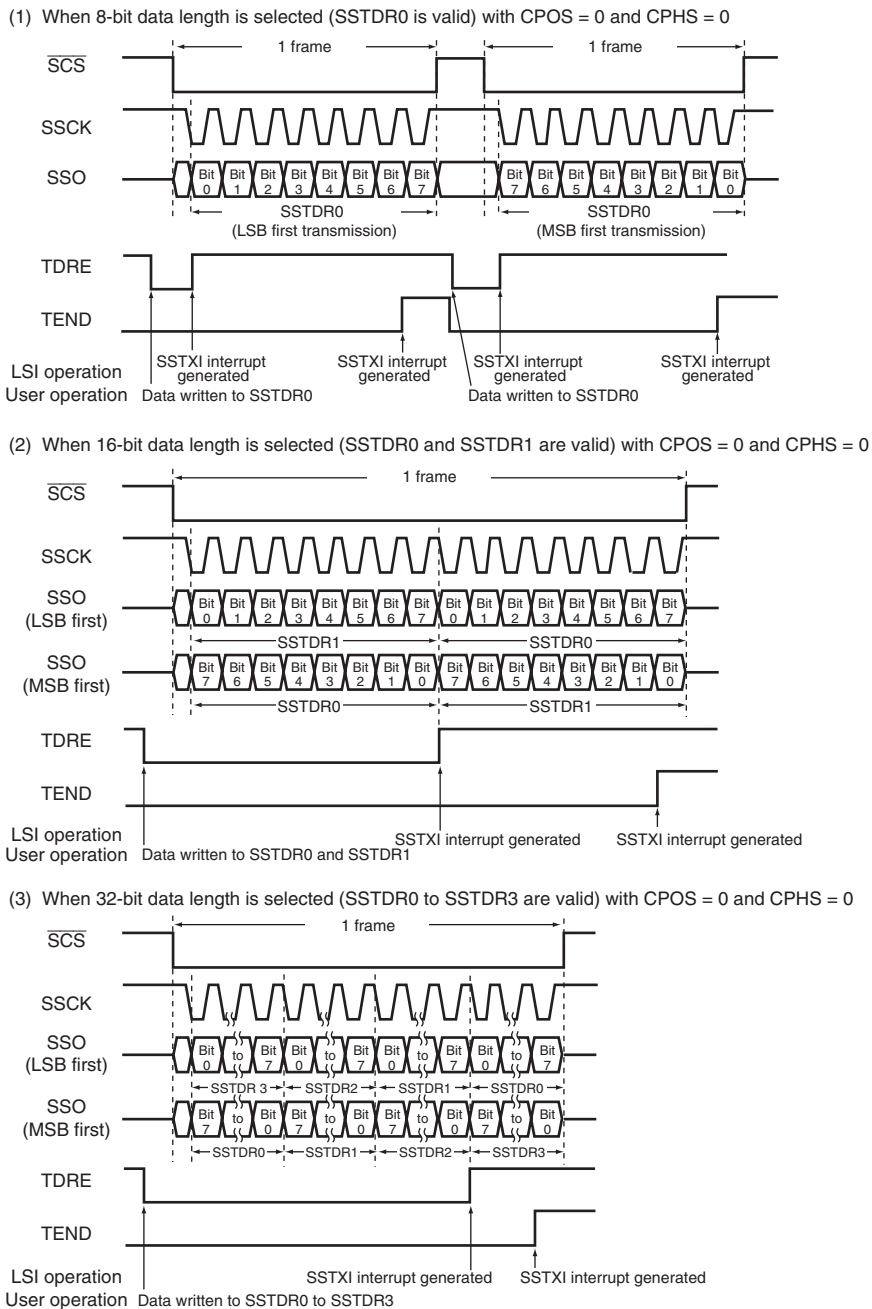 (1) When 8-bit data length is selected (SSTDR0 is valid) with CPOS = 0 and CPHS = 0
1 frame 1 frame
SCS
SSCK
SSO Bit 0 Bit 1 Bit 2 Bit 3 Bit 4 Bit 5 Bit 6 Bit 7 Bit 7 Bit 6 Bit 5 Bit 4 Bit 3 Bit 2 Bit 1 Bit 0
SSTDR0 SSTDR0
(LSB first transmission) (MSB first transmission)
TDRE
TEND
LSI operation SSTXI interrupt generated SSTXI interrupt generated SSTXI interrupt generated SSTXI interrupt generated
User operation Data written to SSTDR0 Data written to SSTDR0
(2) When 16-bit data length is selected (SSTDR0 and SSTDR1 are valid) with CPOS = 0 and CPHS = 0
1 frame
SCS
SSCK
SSO (LSB first) Bit 0 Bit 1 Bit 2 Bit 3 Bit 4 Bit 5 Bit 6 Bit 7 Bit 0 Bit 1 Bit 2 Bit 3 Bit 4 Bit 5 Bit 6 Bit 7
SSTDR1 SSTDR0
SSO (MSB first) Bit 7 Bit 6 Bit 5 Bit 4 Bit 3 Bit 2 Bit 1 Bit 0 Bit 7 Bit 6 Bit 5 Bit 4 Bit 3 Bit 2 Bit 1 Bit 0
SSTDR0 SSTDR1
TDRE
TEND
LSI operation SSTXI interrupt generated SSTXI interrupt generated
User operation Data written to SSTDR0 and SSTDR1
(3) When 32-bit data length is selected (SSTDR0 to SSTDR3 are valid) with CPOS = 0 and CPHS = 0
1 frame
SCS
SSCK
SSO (LSB first) Bit 0 to Bit 7 Bit 0 to Bit 7 Bit 0 to Bit 7 Bit 0 to Bit 7
SSTDR 3 SSTDR2 SSTDR1 SSTDR0
SSO (MSB first) Bit 7 to Bit 0 Bit 7 to Bit 0 Bit 7 to Bit 0 Bit 7 to Bit 0
SSTDR0 SSTDR1 SSTDR2 SSTDR3
TDRE
TEND
LSI operation SSTXI interrupt generated SSTXI interrupt generated
User operation Data written to SSTDR0 to SSTDR3